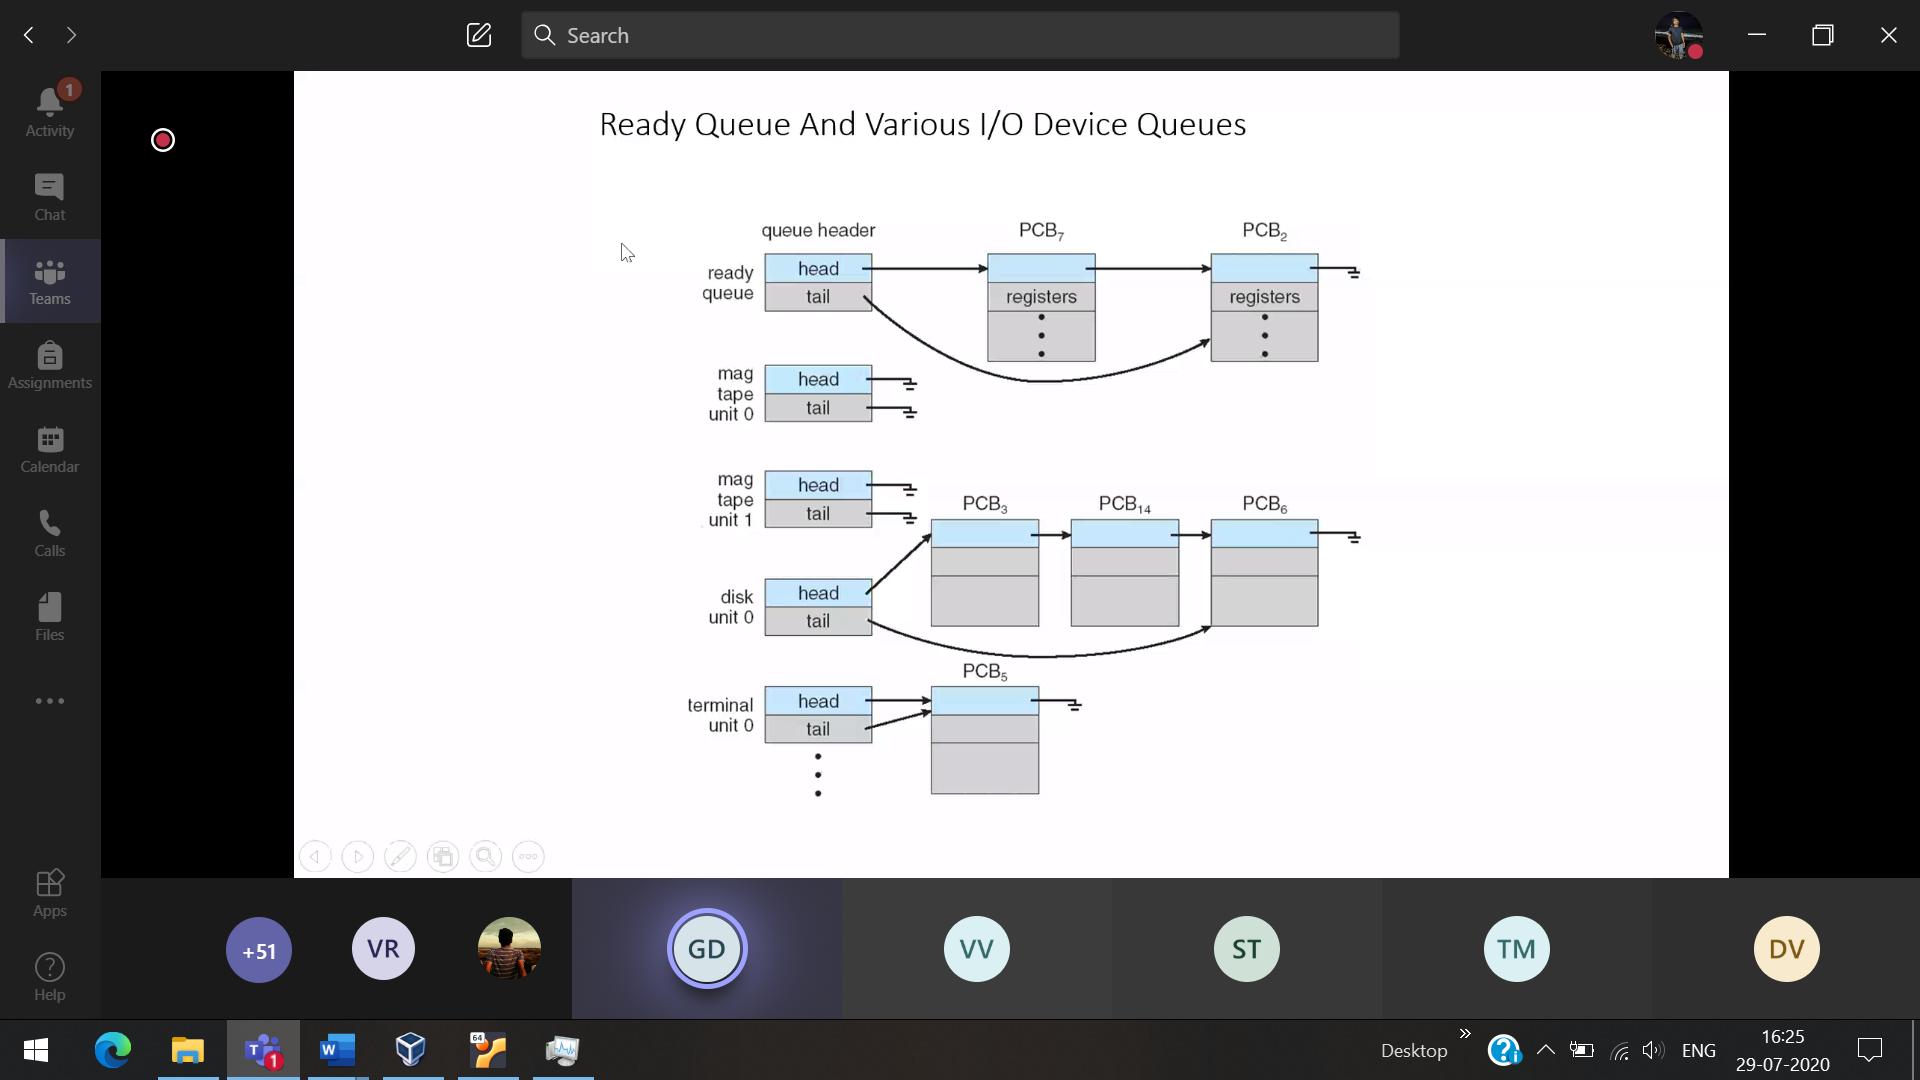 Search
1
Activity
Chat
Teams
Assignments
Calendar
Calls
Files
Apps
Help
Ready Queue And Various I/O Device Queues
queue header
PCB7
PCB2
ready
queue
head
tail
registers
registers
mag
tape
unit 0
head
tail
mag
tape
unit 1
head
tail
PCB3
PCB14
PCB6
disk
unit 0
head
tail
PCB5
terminal
unit 0
head
tail
+51
VR
GD
VV
ST
TM
DV
T
1
W
64
Desktop
ENG
16:25
29-07-2020